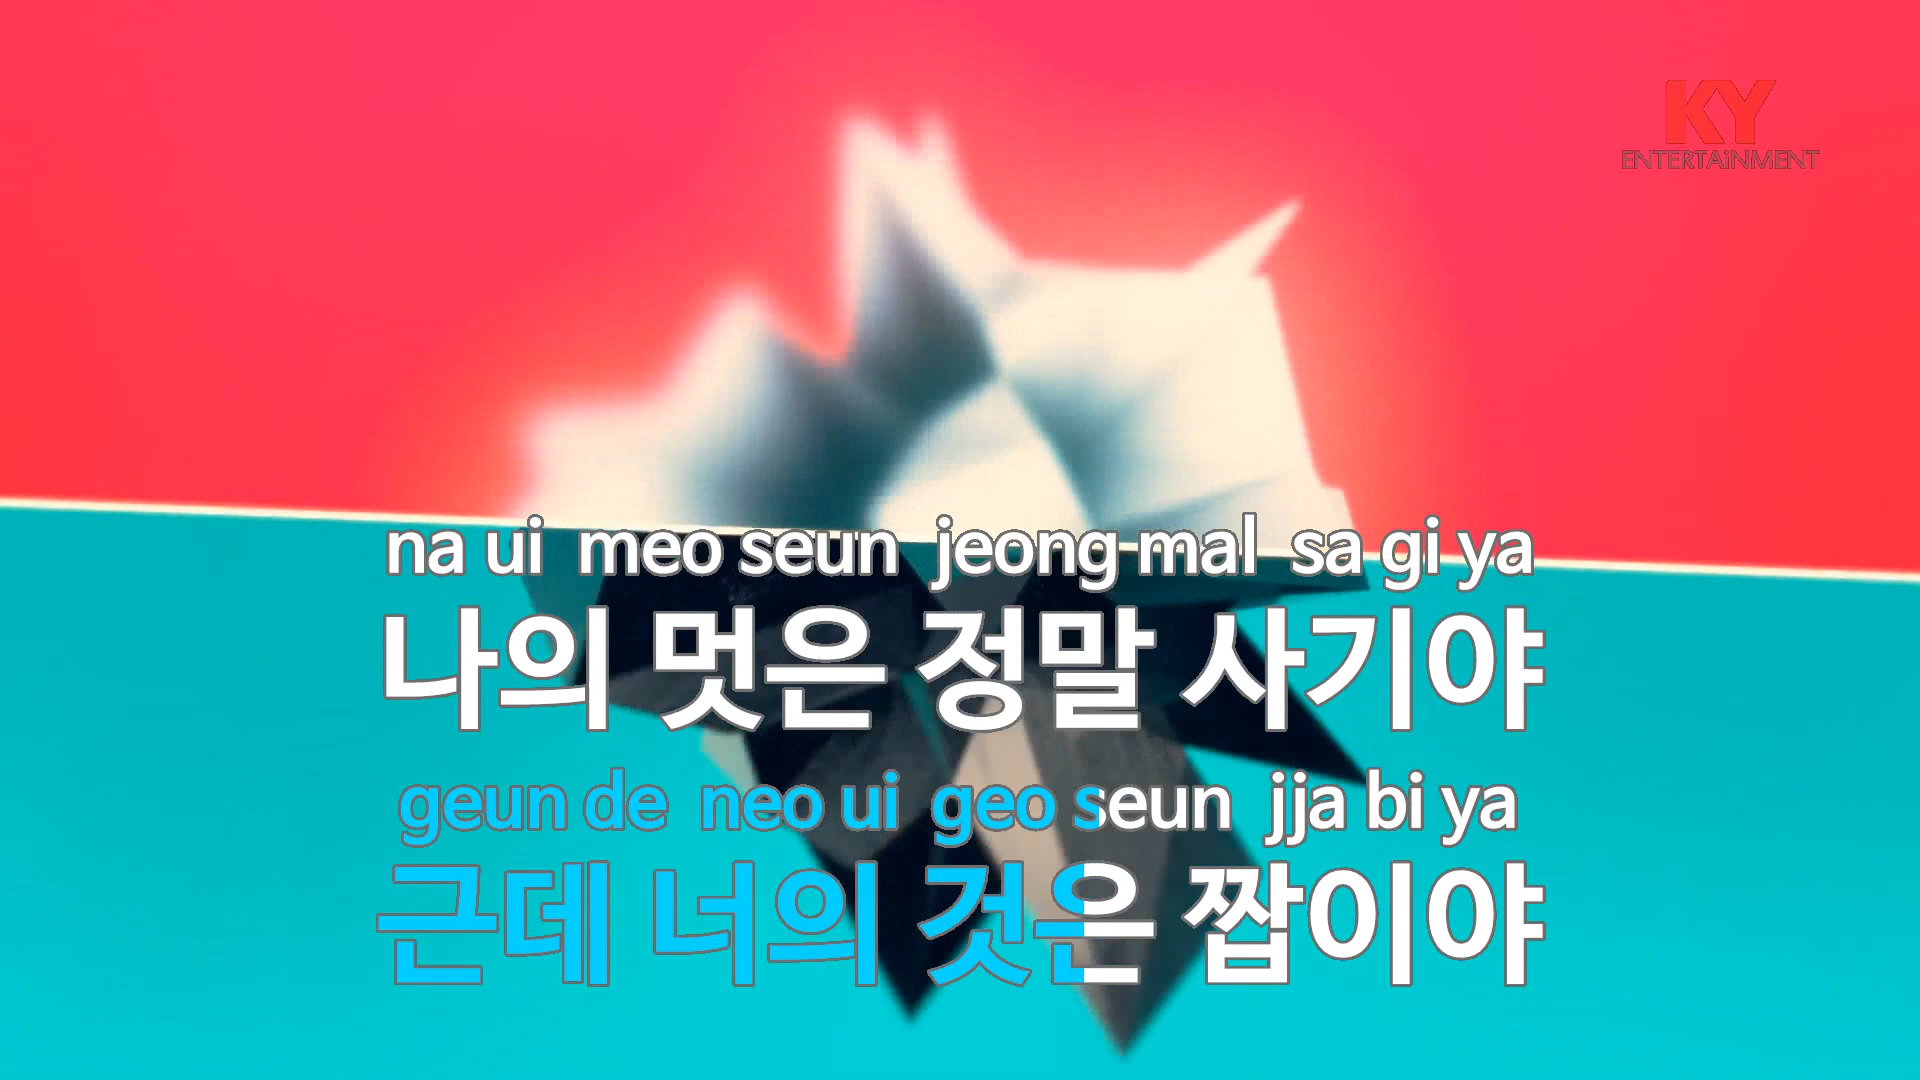 KY
ENTERTAiNMENT
na ui meo seun jeong mal sa gi ya
나의 멋은 정말 사기야
geun de neo ui geo seun jja bi ya
근데 너의 것은 짭이야